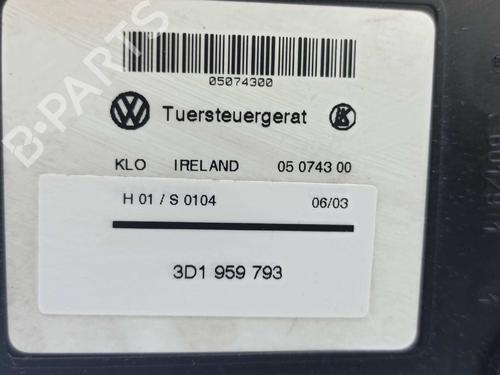 05074300
Tuersteuergerat
KLO IRELAND 05 0743 00
H 01 / S 0104 06/03
3D1 959 793
B-PARTS